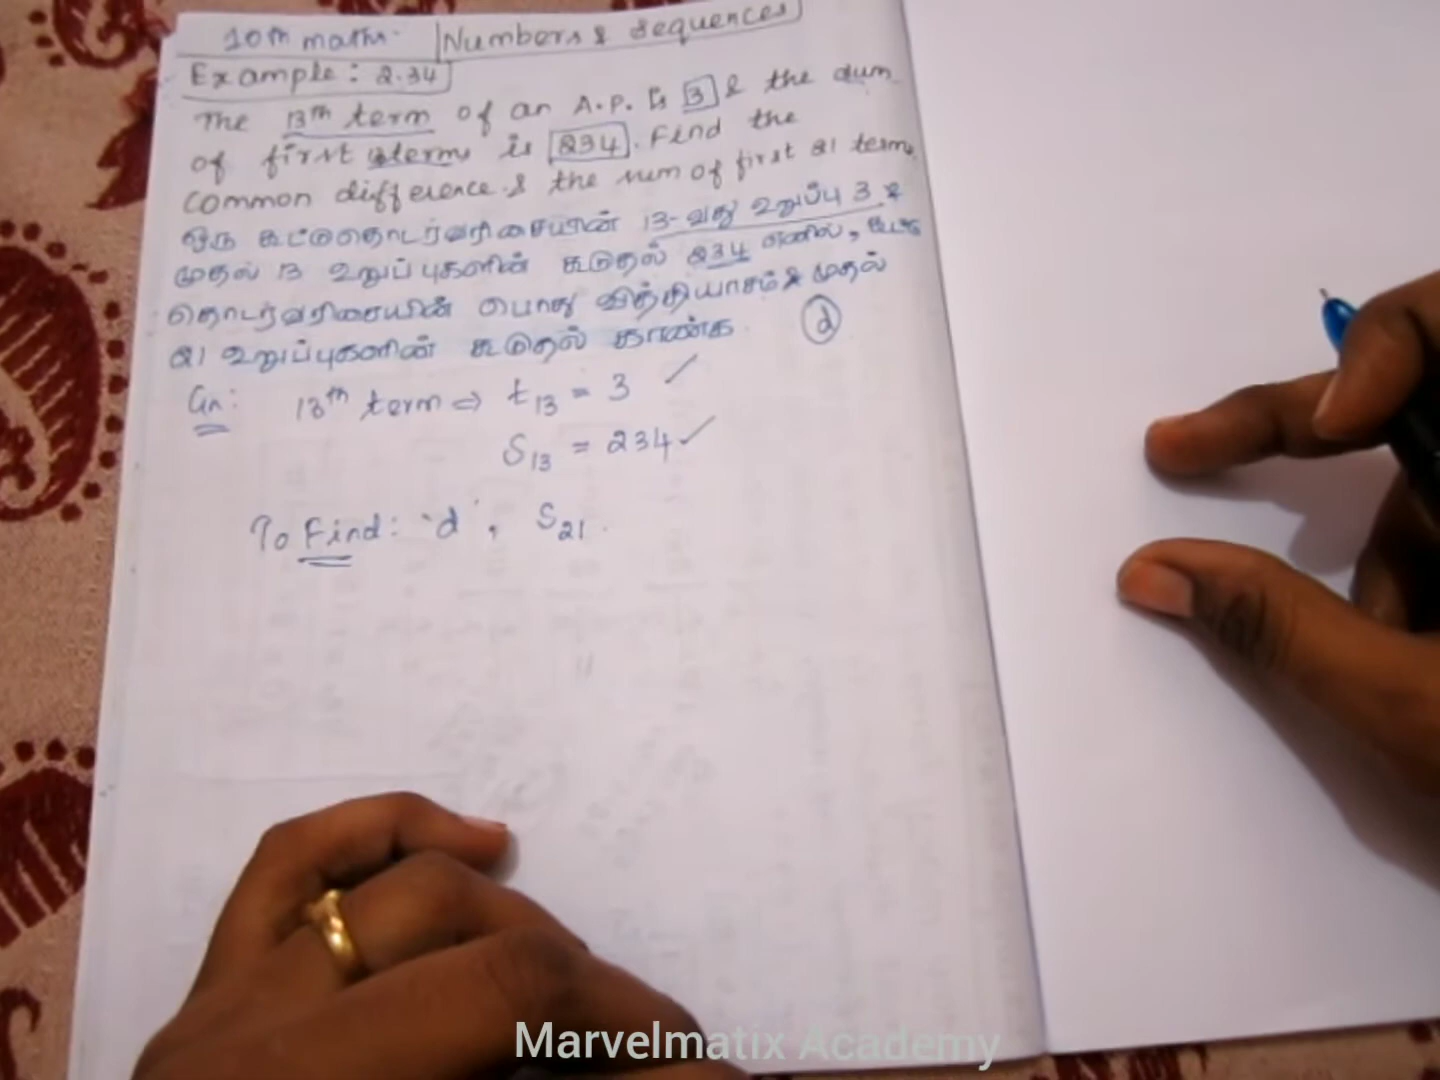 10th maths. Numbers & Sequences
Example: 2.34
The 13th term of an A.P. is 3 & the sum
of first 13 terms is 234. Find the
common difference & the sum of first 21 terms
ஒரு கூட்டுதொடர்வரிசையின் 13-வது உறுப்பு 3 &
முதல் 13 உறுப்புகளின் கூடுதல் 234 எனில், கூட்டு
தொடர்வரிசையின் பொது வித்தியாசம் & முதல்
21 உறுப்புகளின் கூடுதல் காண்க. d
Gn: 13th term => t13 = 3 ✓
S13 = 234 ✓
To Find: 'd', S21.
Marvelmatix Academy